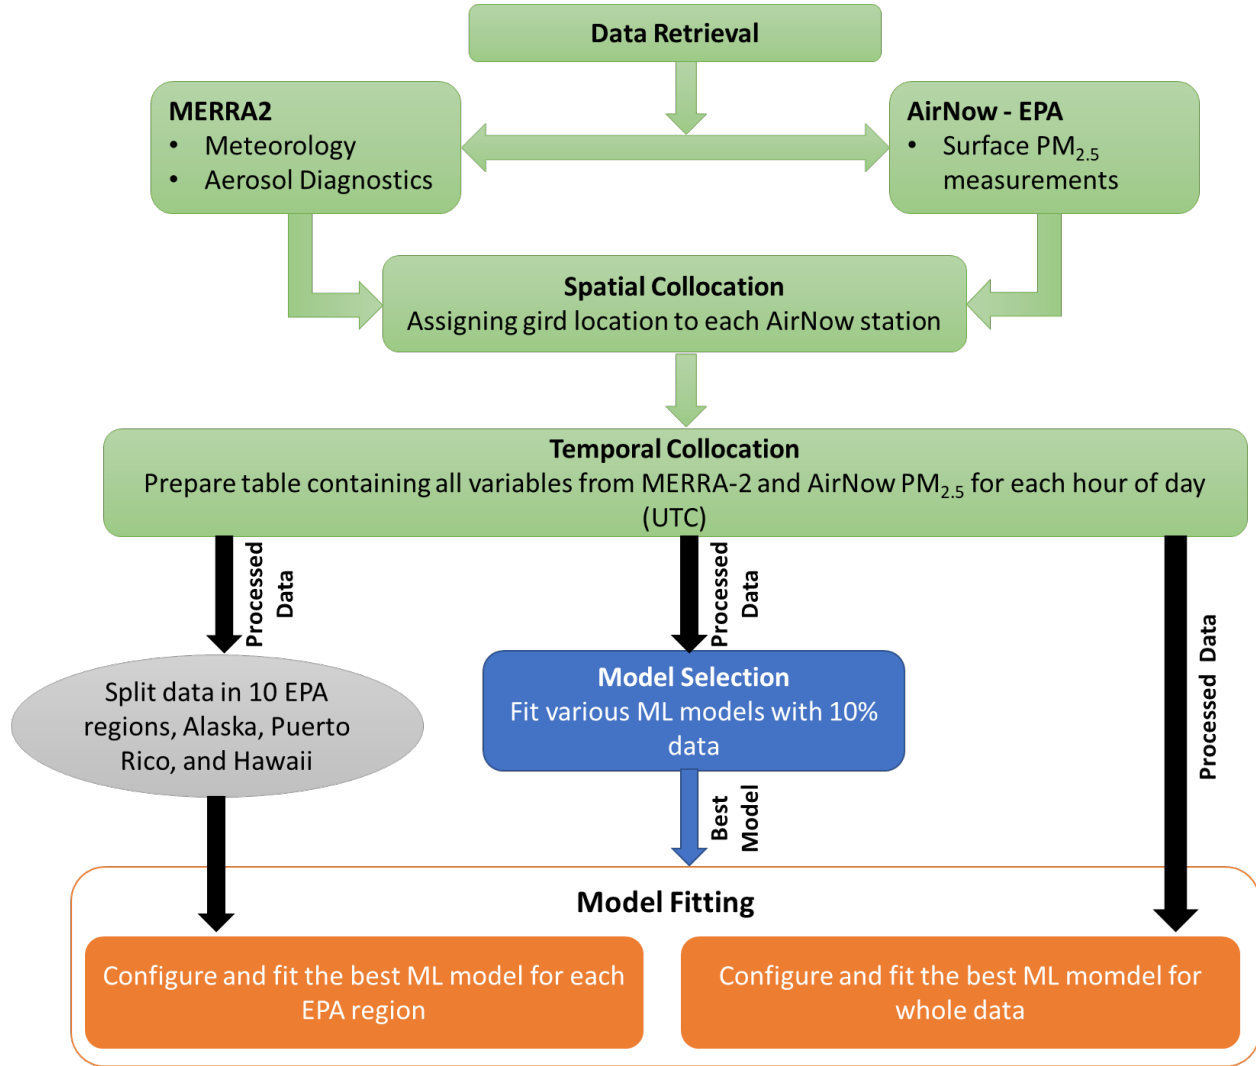 Data Retrieval
MERRA2
• Meteorology
• Aerosol Diagnostics
AirNow - EPA
• Surface PM2.5
measurements
Spatial Collocation
Assigning gird location to each AirNow station
Temporal Collocation
Prepare table containing all variables from MERRA-2 and AirNow PM2.5 for each hour of day
(UTC)
Processed
Data
Processed
Data
Processed Data
Split data in 10 EPA
regions, Alaska, Puerto
Rico, and Hawaii
Model Selection
Fit various ML models with 10%
data
Best
Model
Model Fitting
Configure and fit the best ML model for each
EPA region
Configure and fit the best ML momdel for
whole data